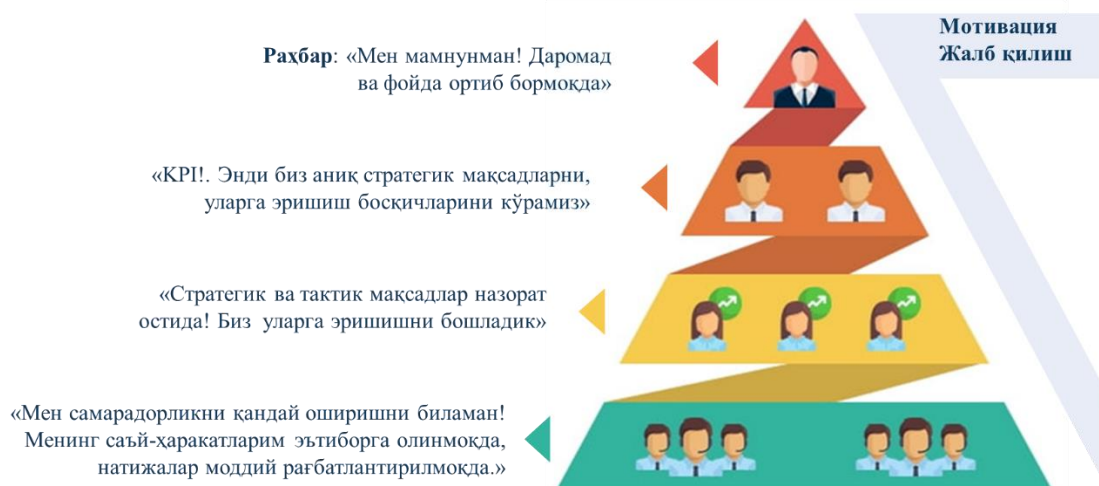 Мотивация
Жалб қилиш
Раҳбар: «Мен мамнунман! Даромад
ва фойда ортиб бормоқда»
«KPI!. Энди биз аниқ стратегик мақсадларни,
уларга эришиш босқичларини кўрамиз»
«Стратегик ва тактик мақсадлар назорат
остида! Биз уларга эришишни бошладик»
«Мен самарадорликни қандай оширишни биламан!
Менинг саъй-ҳаракатларим эътиборга олинмоқда,
натижалар моддий рағбатлантирилмоқда.»